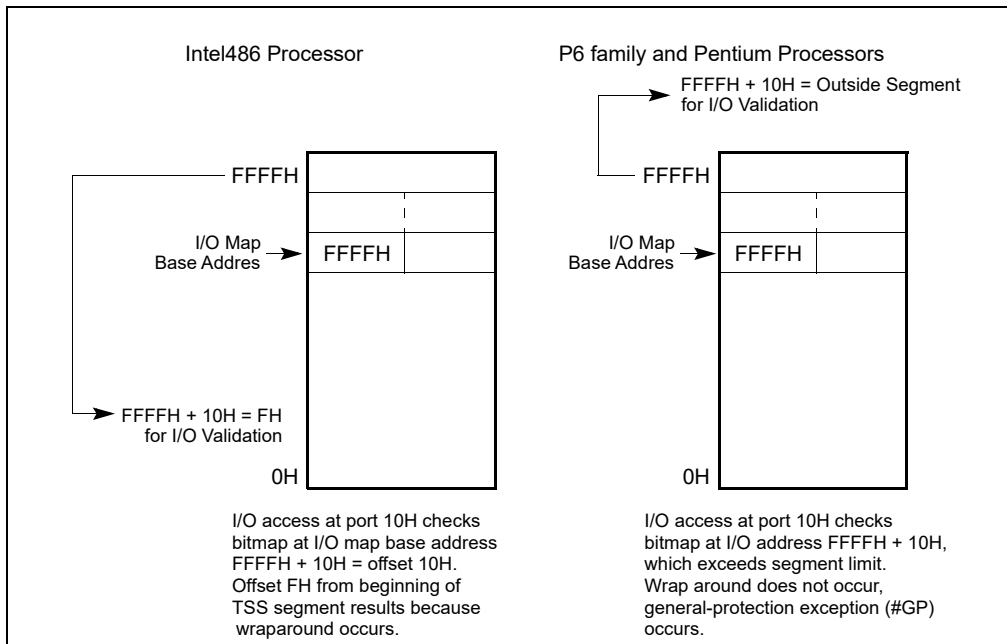 Intel486 Processor
FFFFH
I/O Map
Base Addres
FFFFH
FFFFH + 10H = FH
for I/O Validation
0H
I/O access at port 10H checks
bitmap at I/O map base address
FFFFH + 10H = offset 10H.
Offset FH from beginning of
TSS segment results because
wraparound occurs.
P6 family and Pentium Processors
FFFFH + 10H = Outside Segment
for I/O Validation
FFFFH
I/O Map
Base Addres
FFFFH
0H
I/O access at port 10H checks
bitmap at I/O address FFFFH + 10H,
which exceeds segment limit.
Wrap around does not occur,
general-protection exception (#GP)
occurs.